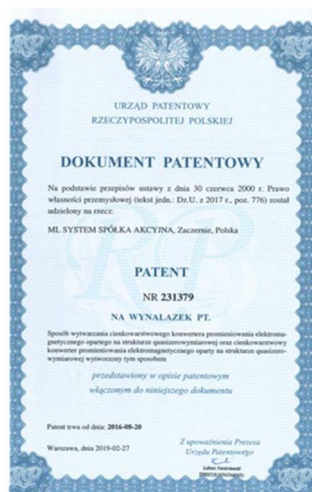 URZĄD PATENTOWY
RZECZYPOSPOLITEJ POLSKIEJ
DOKUMENT PATENTOWY
Na podstawie przepisów ustawy z dnia 30 czerwca 2000 r. Prawo
własności przemysłowej (tekst jedn.: Dz.U. z 2017 r., poz. 776) został
udzielony na rzecz:
ML SYSTEM SPÓŁKA AKCYJNA, Zaczernie, Polska
PATENT
NR 231379
NA WYNALAZEK PT.
Sposób wytwarzania cienkowarstwowego konwertera promieniowania elektroma-
gnetycznego opartego na strukturze quasizerowymiarowej oraz cienkowarstwowy
konwerter promieniowania elektromagnetycznego oparty na strukturze quasizero-
wymiarowej wytworzony tym sposobem
przedstawiony w opisie patentowym
włączonym do niniejszego dokumentu
Patent trwa od dnia: 2016-08-20
Warszawa, dnia 2019-02-27
Z upoważnienia Prezesa
Urzędu Patentowego